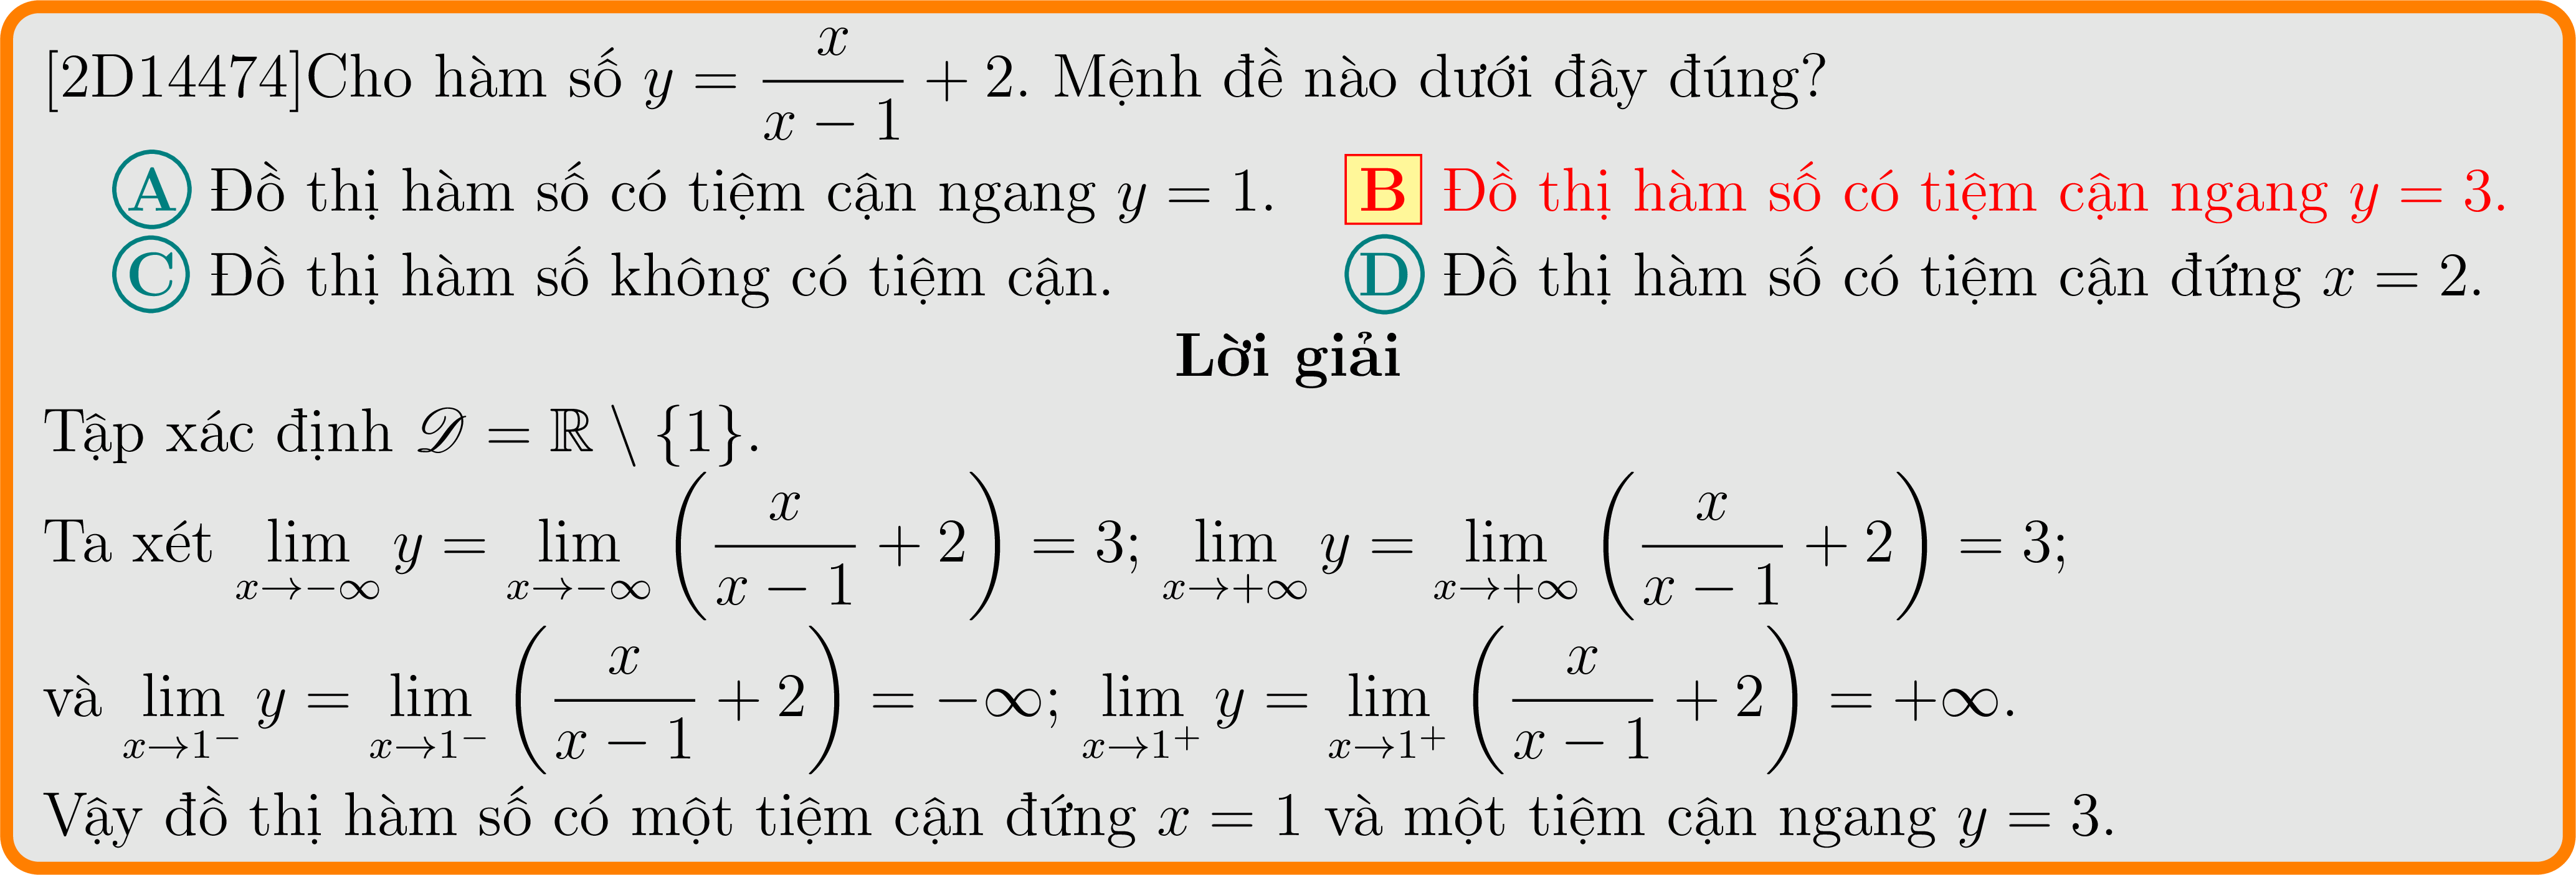 [2D14474]Cho hàm số $y = \dfrac{x}{x-1} + 2$. Mệnh đề nào dưới đây đúng?
A Đồ thị hàm số có tiệm cận ngang $y = 1$. B Đồ thị hàm số có tiệm cận ngang $y = 3$.
C Đồ thị hàm số không có tiệm cận. D Đồ thị hàm số có tiệm cận đứng $x = 2$.
Lời giải
Tập xác định $\mathscr{D} = \mathbb{R} \setminus \{1\}$.
Ta xét $\lim\limits_{x \to -\infty} y = \lim\limits_{x \to -\infty} \left( \dfrac{x}{x-1} + 2 \right) = 3$; $\lim\limits_{x \to +\infty} y = \lim\limits_{x \to +\infty} \left( \dfrac{x}{x-1} + 2 \right) = 3$;
và $\lim\limits_{x \to 1^-} y = \lim\limits_{x \to 1^-} \left( \dfrac{x}{x-1} + 2 \right) = -\infty$; $\lim\limits_{x \to 1^+} y = \lim\limits_{x \to 1^+} \left( \dfrac{x}{x-1} + 2 \right) = +\infty$.
Vậy đồ thị hàm số có một tiệm cận đứng $x = 1$ và một tiệm cận ngang $y = 3$.